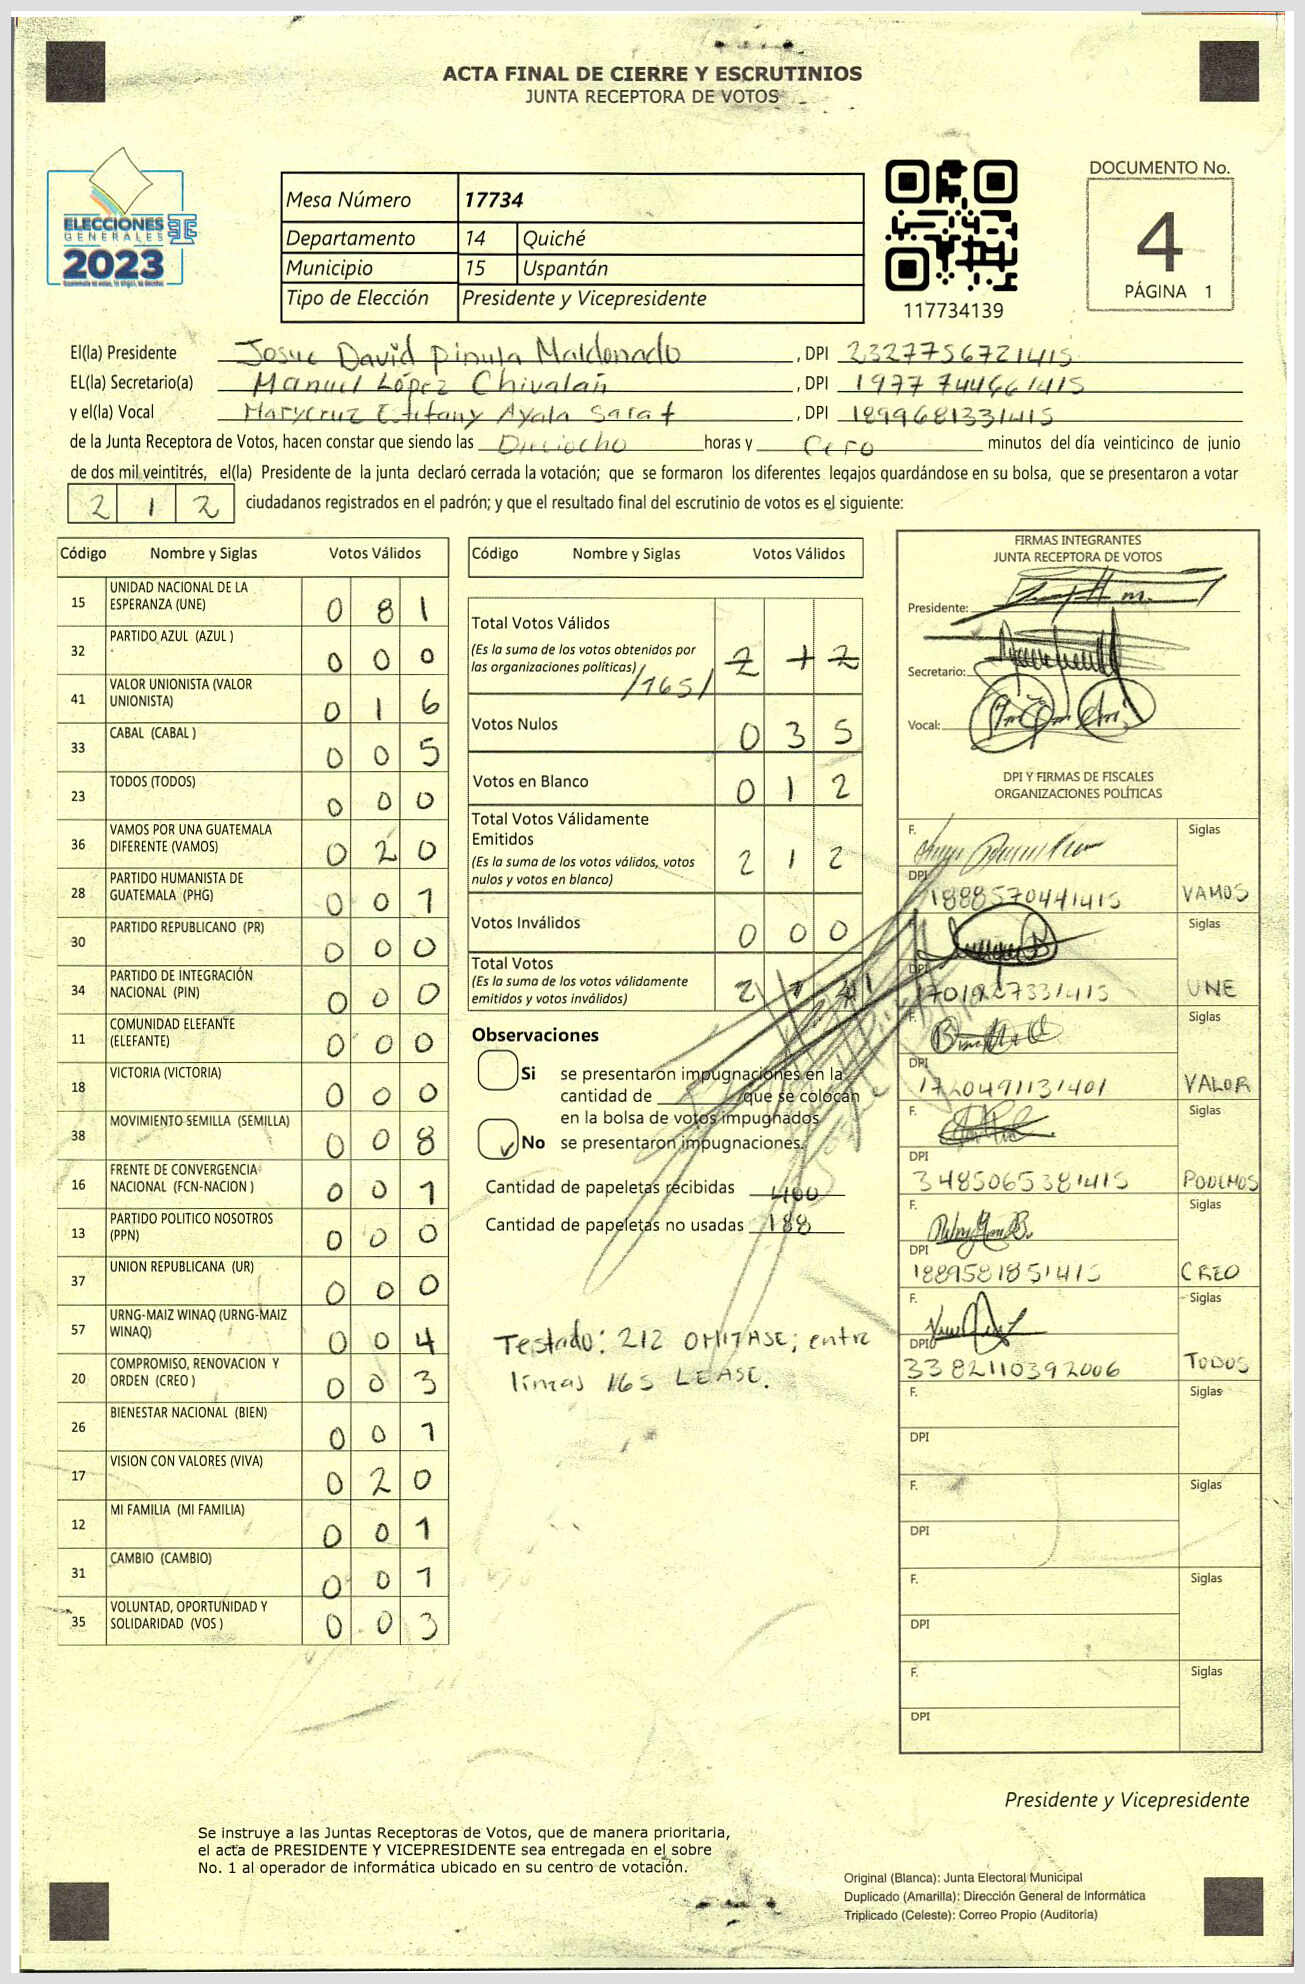 ACTA FINAL DE CIERRE Y ESCRUTINIOS
JUNTA RECEPTORA DE VOTOS
ELECCIONES
GENERALES
2023
Mesa Número 17734
Departamento 14 Quiché
Municipio 15 Uspantán
Tipo de Elección Presidente y Vicepresidente
117734139
DOCUMENTO No.
4
PÁGINA 1
El(la) Presidente Josue David Pinula Maldonado, DPI 2327756721415
EL(la) Secretario(a) Manuel López Chivalan, DPI 1977744661415
y el(la) Vocal Marycruz Estefany Ayala Sarat, DPI 1899681331415
de la Junta Receptora de Votos, hacen constar que siendo las Dieciocho horas y Cero minutos del día veinticinco de junio
de dos mil veintitrés, el(la) Presidente de la junta declaró cerrada la votación; que se formaron los diferentes legajos quardándose en su bolsa, que se presentaron a votar
212 ciudadanos registrados en el padrón; y que el resultado final del escrutinio de votos es el siguiente:
Código Nombre y Siglas Votos Válidos
15 UNIDAD NACIONAL DE LA ESPERANZA (UNE) 0 8 1
32 PARTIDO AZUL (AZUL ) 0 0 0
41 VALOR UNIONISTA (VALOR UNIONISTA) 0 1 6
33 CABAL (CABAL ) 0 0 5
23 TODOS (TODOS) 0 0 0
36 VAMOS POR UNA GUATEMALA DIFERENTE (VAMOS) 0 2 0
28 PARTIDO HUMANISTA DE GUATEMALA (PHG) 0 0 1
30 PARTIDO REPUBLICANO (PR) 0 0 0
34 PARTIDO DE INTEGRACIÓN NACIONAL (PIN) 0 0 0
11 COMUNIDAD ELEFANTE (ELEFANTE) 0 0 0
18 VICTORIA (VICTORIA) 0 0 0
38 MOVIMIENTO SEMILLA (SEMILLA) 0 0 8
16 FRENTE DE CONVERGENCIA NACIONAL (FCN-NACION ) 0 0 1
13 PARTIDO POLITICO NOSOTROS (PPN) 0 0 0
37 UNION REPUBLICANA (UR) 0 0 0
57 URNG-MAIZ WINAQ (URNG-MAIZ WINAQ) 0 0 4
20 COMPROMISO, RENOVACION Y ORDEN (CREO ) 0 0 3
26 BIENESTAR NACIONAL (BIEN) 0 0 1
17 VISION CON VALORES (VIVA) 0 2 0
12 MI FAMILIA (MI FAMILIA) 0 0 1
31 CAMBIO (CAMBIO) 0 0 1
35 VOLUNTAD, OPORTUNIDAD Y SOLIDARIDAD (VOS ) 0 0 3
Código Nombre y Siglas Votos Válidos
Total Votos Válidos
(Es la suma de los votos obtenidos por
las organizaciones políticas) /165/ 2 1 2
Votos Nulos 0 3 5
Votos en Blanco 0 1 2
Total Votos Válidamente
Emitidos
(Es la suma de los votos válidos, votos
nulos y votos en blanco) 2 1 2
Votos Inválidos 0 0 0
Total Votos
(Es la suma de los votos válidamente
emitidos y votos inválidos)
Observaciones
Si se presentaron impugnaciones en la
cantidad de ______ que se colocan
en la bolsa de votos impugnados
No se presentaron impugnaciones.
Cantidad de papeletas recibidas 400
Cantidad de papeletas no usadas 188
Testado: 212 OMITASE; entre
lineas 165 LEASE.
FIRMAS INTEGRANTES
JUNTA RECEPTORA DE VOTOS
Presidente:
Secretario:
Vocal:
DPI Y FIRMAS DE FISCALES
ORGANIZACIONES POLÍTICAS
F. Siglas
DPI 1888570441415 VAMOS
F. Siglas
DPI UNE
F. Siglas
DPI 1720491131401 VALOR
F. Siglas
DPI 3485065381415 PODEMOS
F. Siglas
DPI 1889581851415 CREO
F. Siglas
DPI 3382110392006 TODOS
F. Siglas
DPI
F. Siglas
DPI
F. Siglas
DPI
F. Siglas
DPI
Presidente y Vicepresidente
Se instruye a las Juntas Receptoras de Votos, que de manera prioritaria,
el acta de PRESIDENTE Y VICEPRESIDENTE sea entregada en el sobre
No. 1 al operador de informática ubicado en su centro de votación.
Original (Blanca): Junta Electoral Municipal
Duplicado (Amarilla): Dirección General de Informática
Triplicado (Celeste): Correo Propio (Auditoría)